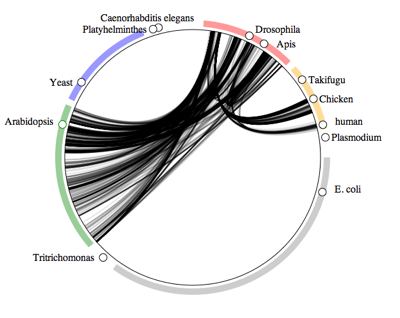 Caenorhabditis elegans
Platyhelminthes
Drosophila
Apis
Yeast
Takifugu
Chicken
Arabidopsis
human
Plasmodium
E. coli
Tritrichomonas